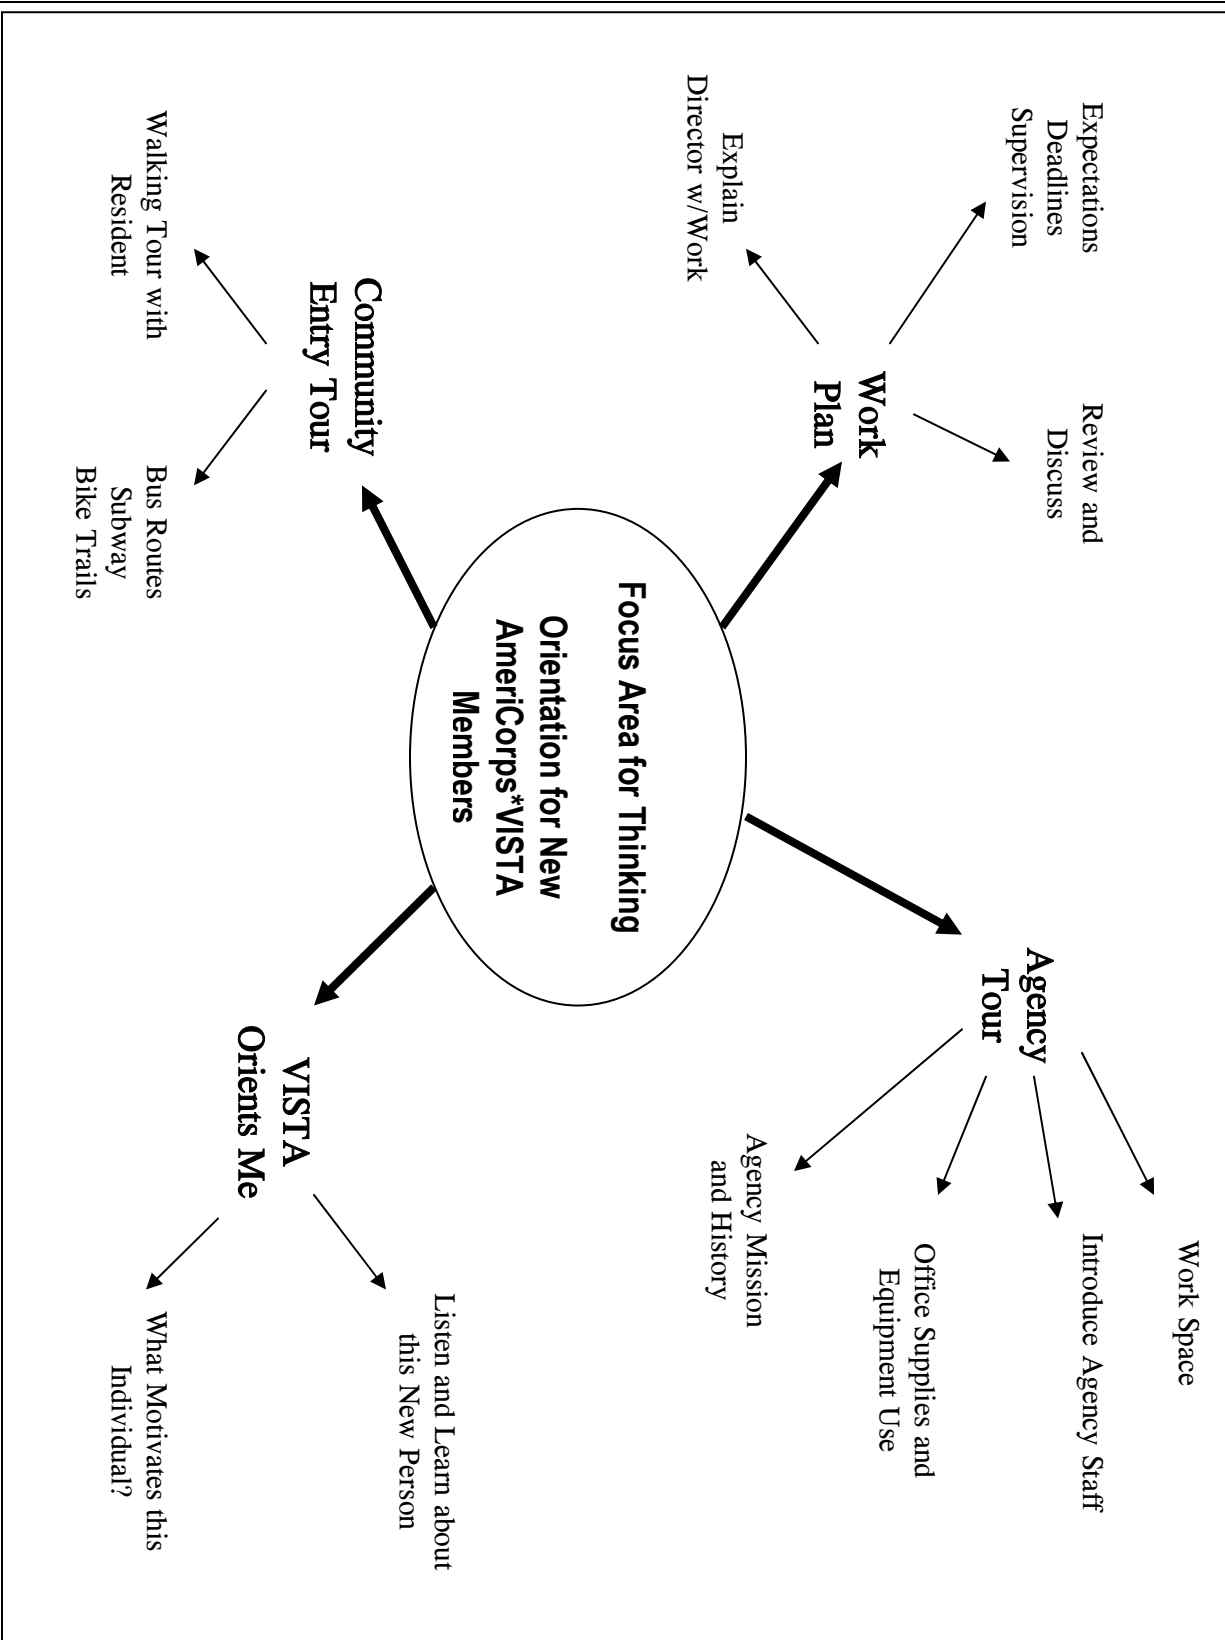 Focus Area for Thinking
Orientation for New
AmeriCorps*VISTA
Members
Work
Plan
Expectations
Deadlines
Supervision
Review and
Discuss
Explain
Director w/Work
Agency
Tour
Work Space
Introduce Agency Staff
Office Supplies and
Equipment Use
Agency Mission
and History
Community
Entry Tour
Walking Tour with
Resident
Bus Routes
Subway
Bike Trails
VISTA
Orients Me
Listen and Learn about
this New Person
What Motivates this
Individual?